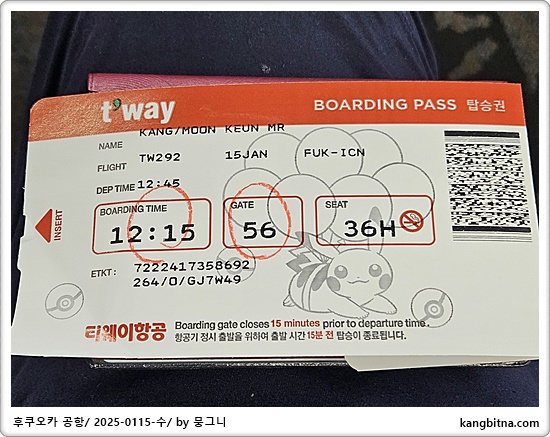 t'way
BOARDING PASS 탑승권
NAME KANG/MOON KEUN MR
FLIGHT TW292 15JAN FUK-ICN
DEP TIME 12:45
INSERT
BOARDING TIME GATE SEAT
12:15 56 36H
ETKT: 7222417358692
264/O/GJ7W49
티웨이항공
Boarding gate closes 15 minutes prior to departure time.
항공기 정시 출발을 위하여 출발 시간 15분 전 탑승이 종료됩니다.
후쿠오카 공항/ 2025-0115-수/ by 뭉그니
kangbitna.com